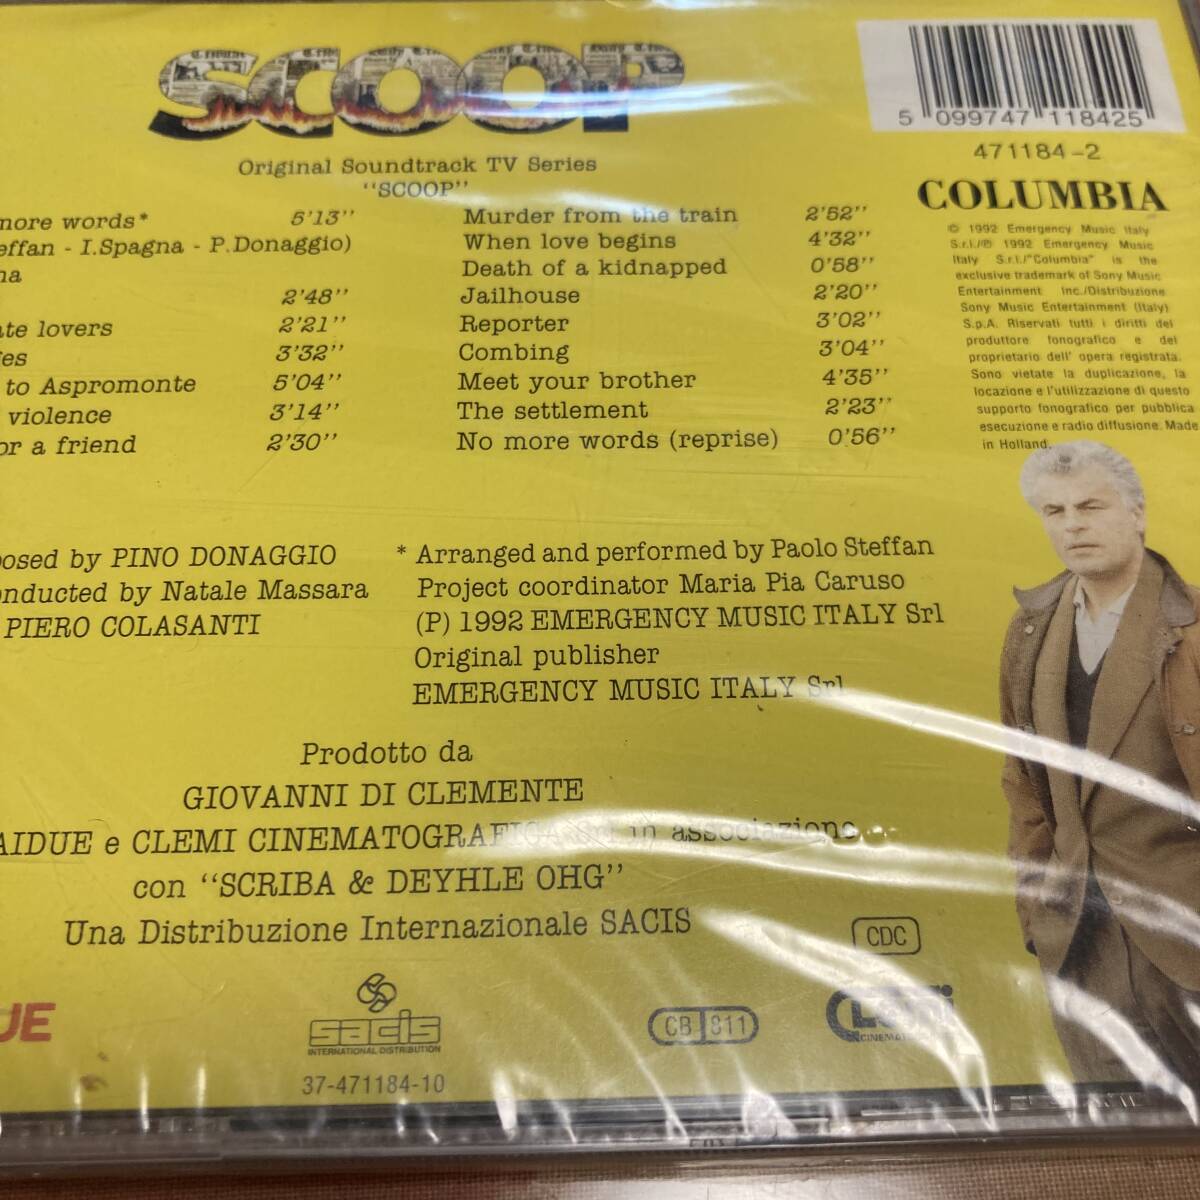 SCOOP
Original Soundtrack TV Series
"SCOOP"
more words* 5'13''
effan - I.Spagna - P.Donaggio)
na
2'48''
ate lovers 2'21''
ges 3'32''
to Aspromonte 5'04''
violence 3'14''
or a friend 2'30''
Murder from the train 2'52''
When love begins 4'32''
Death of a kidnapped 0'58''
Jailhouse 2'20''
Reporter 3'02''
Combing 3'04''
Meet your brother 4'35''
The settlement 2'23''
No more words (reprise) 0'56''
5 099747 118425
471184-2
COLUMBIA
© 1992 Emergency Music Italy
S.r.l./℗ 1992 Emergency Music
Italy S.r.l./"Columbia" is the
exclusive trademark of Sony Music
Entertainment Inc./Distribuzione
Sony Music Entertainment (Italy)
S.p.A. Riservati tutti i diritti del
produttore fonografico e del
proprietario dell' opera registrata.
Sono vietate la duplicazione, la
locazione e l'utilizzazione di questo
supporto fonografico per pubblica
esecuzione e radio diffusione. Made
in Holland.
posed by PINO DONAGGIO
onducted by Natale Massara
PIERO COLASANTI
* Arranged and performed by Paolo Steffan
Project coordinator Maria Pia Caruso
(P) 1992 EMERGENCY MUSIC ITALY Srl
Original publisher
EMERGENCY MUSIC ITALY Srl
Prodotto da
GIOVANNI DI CLEMENTE
AIDUE e CLEMI CINEMATOGRAFICA Srl in associazione
con "SCRIBA & DEYHLE OHG"
Una Distribuzione Internazionale SACIS
CDC
UE
sacis
INTERNATIONAL DISTRIBUTION
CB 811
CLEMI
CINEMAT
37-471184-10